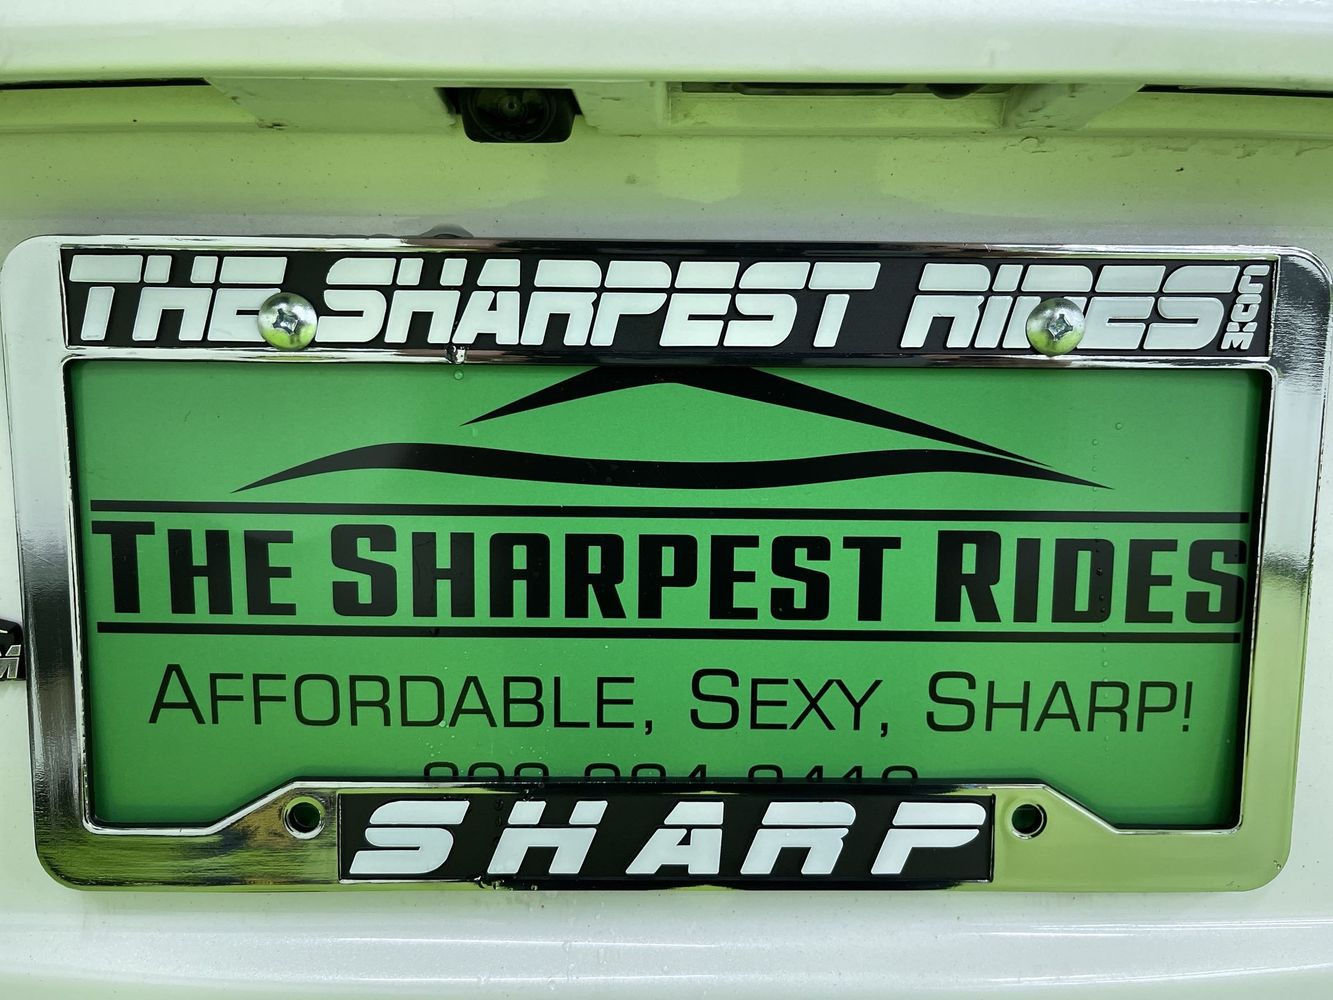 THE SHARPEST RIDES.COM
THE SHARPEST RIDES
AFFORDABLE, SEXY, SHARP!
SHARP